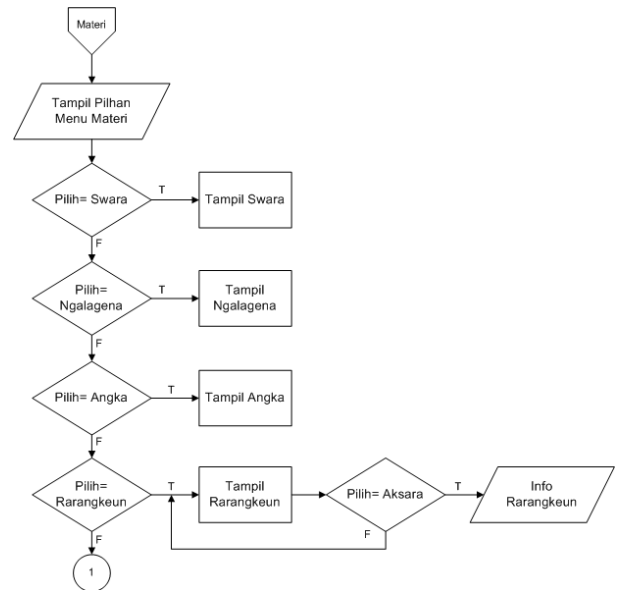 Materi
Tampil Pilhan
Menu Materi
Pilih= Swara
T
Tampil Swara
F
Pilih=
Ngalagena
T
Tampil
Ngalagena
F
Pilih= Angka
T
Tampil Angka
F
Pilih=
Rarangkeun
T
Tampil
Rarangkeun
Pilih= Aksara
T
Info
Rarangkeun
F
F
1